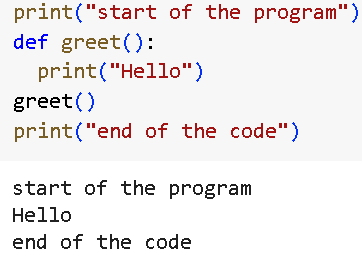 print("start of the program")
def greet():
  print("Hello")
greet()
print("end of the code")
start of the program
Hello
end of the code